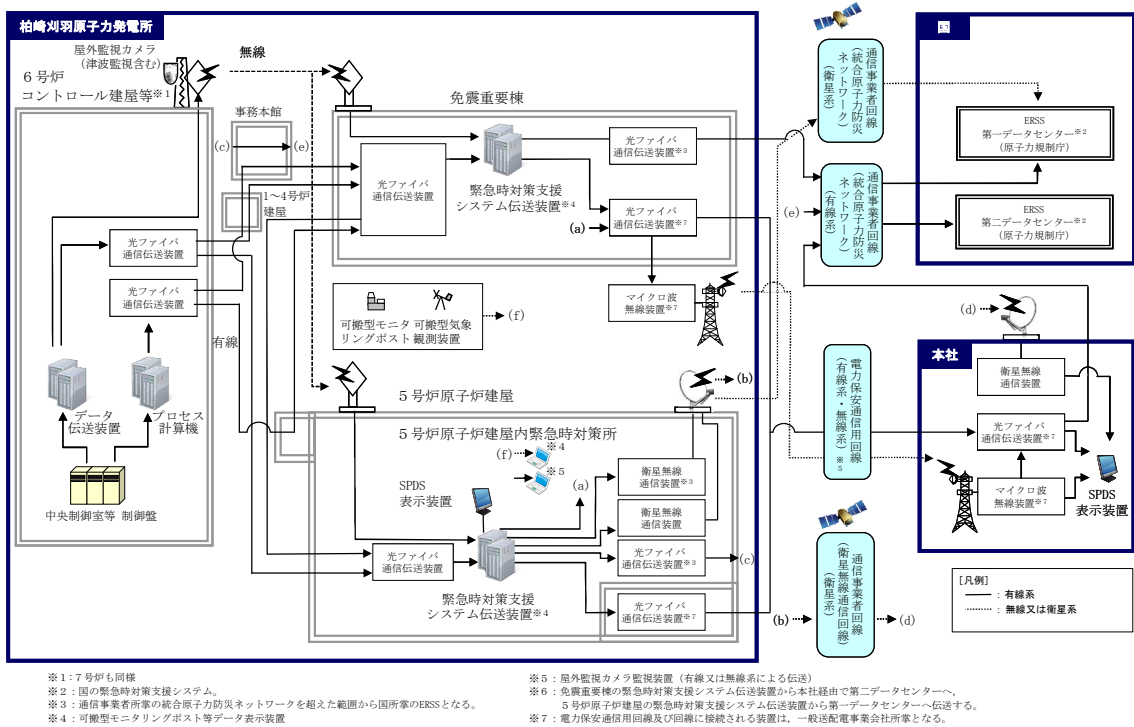 柏崎刈羽原子力発電所
屋外監視カメラ
(津波監視含む)
無線
6号炉
コントロール建屋等※1
事務本館
(c)
(e)
1～4号炉
建屋
光ファイバ
通信伝送装置
光ファイバ
通信伝送装置
有線
データ
伝送装置
プロセス
計算機
中央制御室等 制御盤
免震重要棟
光ファイバ
通信伝送装置
緊急時対策支援
システム伝送装置※4
光ファイバ
通信伝送装置※3
(a)
光ファイバ
通信伝送装置※7
マイクロ波
無線装置※7
可搬型モニタ
リングポスト
可搬型気象
観測装置
(f)
5号炉原子炉建屋
(b)
5号炉原子炉建屋内緊急時対策所
(f)
※4
※5
SPDS
表示装置
(a)
衛星無線
通信装置※3
衛星無線
通信装置
光ファイバ
通信伝送装置
光ファイバ
通信伝送装置※3
(c)
緊急時対策支援
システム伝送装置※4
光ファイバ
通信伝送装置※7
通信事業者回線
(統合原子力防災
ネットワーク)
(衛星系)
通信事業者回線
(統合原子力防災
ネットワーク)
(有線系)
(e)
電力保安通信用回線
(有線系・無線系)※5
通信事業者回線
(衛星無線通信回線)
(衛星系)
(b)
(d)
国
ERSS
第一データセンター※2
(原子力規制庁)
ERSS
第二データセンター※2
(原子力規制庁)
(d)
本社
衛星無線
通信装置
光ファイバ
通信伝送装置※7
マイクロ波
無線装置※7
SPDS
表示装置
[凡例]
：有線系
：無線又は衛星系
※1：7号炉も同様
※2：国の緊急時対策支援システム。
※3：通信事業者所掌の統合原子力防災ネットワークを超えた範囲から国所掌のERSSとなる。
※4：可搬型モニタリングポスト等データ表示装置
※5：屋外監視カメラ監視装置（有線又は無線系による伝送）
※6：免震重要棟の緊急時対策支援システム伝送装置から本社経由で第二データセンターへ，
5号炉原子炉建屋の緊急時対策支援システム伝送装置から第一データセンターへ伝送する。
※7：電力保安通信用回線及び回線に接続される装置は，一般送配電事業会社所掌となる。